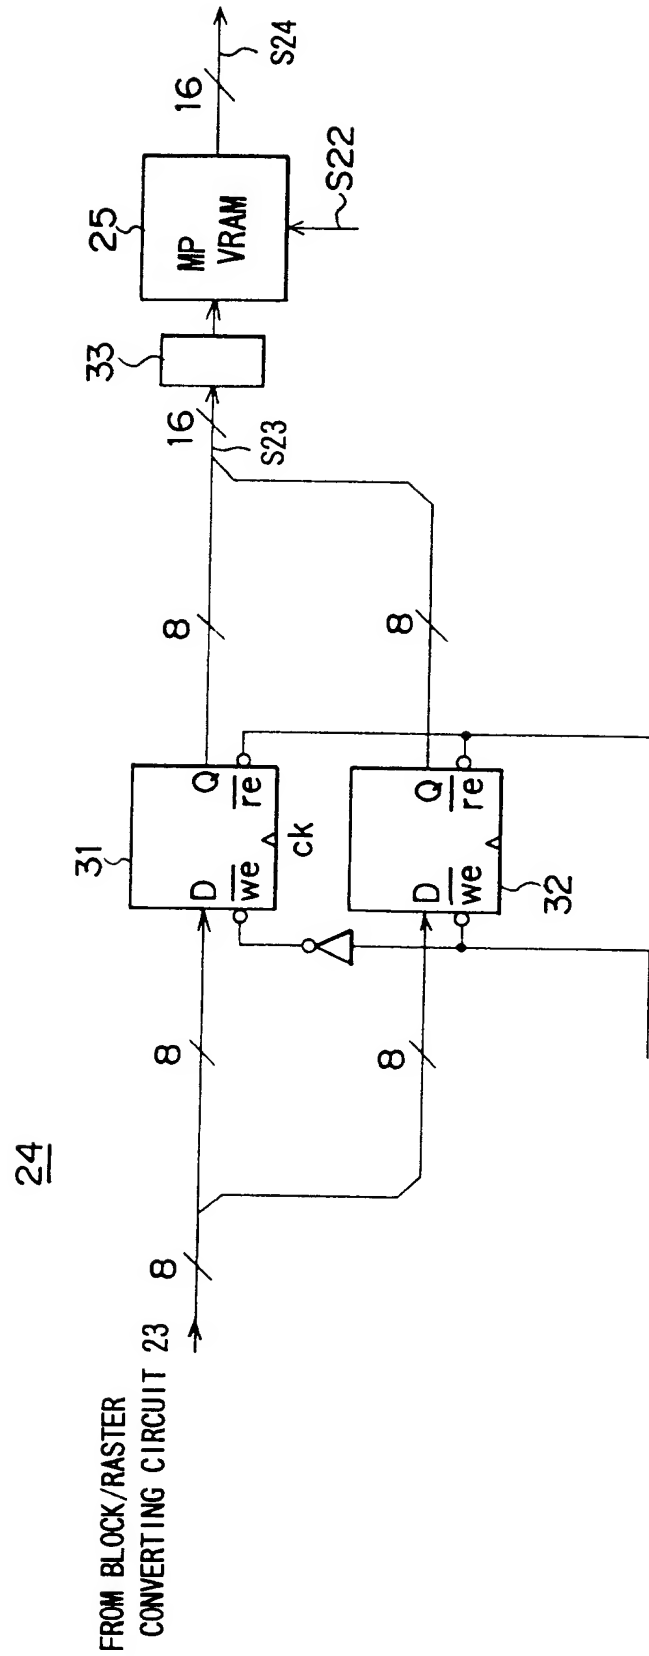 24
FROM BLOCK/RASTER
CONVERTING CIRCUIT 23
8
8
8
31
D
Q
we
re
ck
32
D
Q
we
re
8
8
16
S23
33
25
MP
VRAM
S22
16
S24